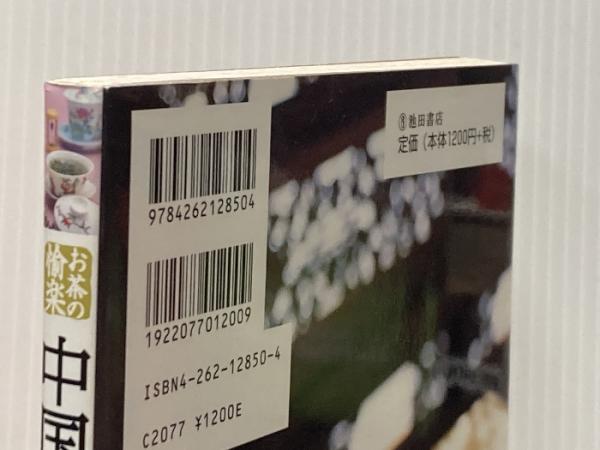 お茶の
愉楽
中国
9784262128504
1922077012009
ISBN4-262-12850-4
C2077 ¥1200E
池田書店
定価(本体1200円+税)